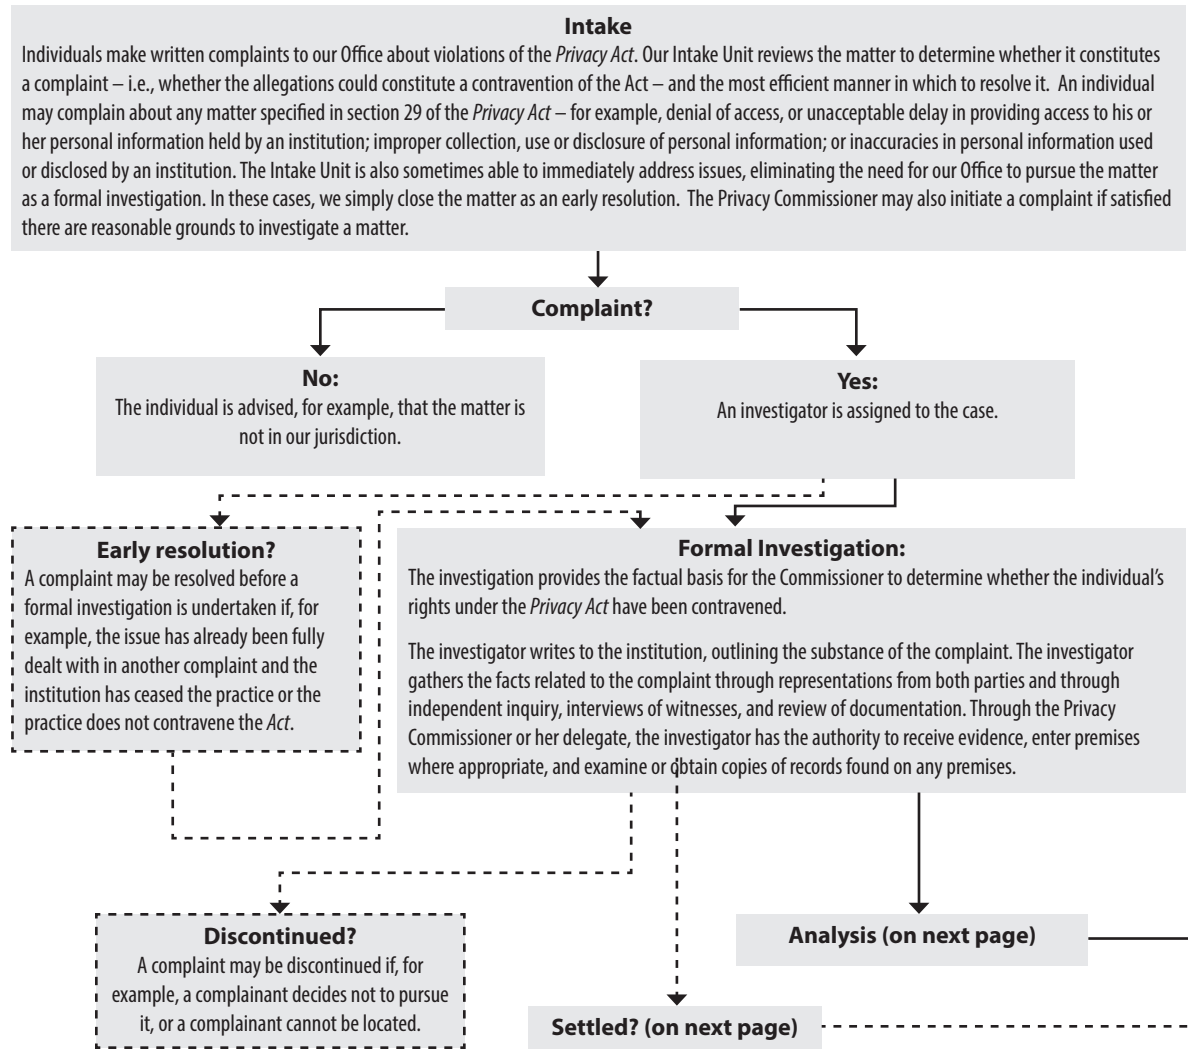 Intake
Individuals make written complaints to our Office about violations of the Privacy Act. Our Intake Unit reviews the matter to determine whether it constitutes
a complaint – i.e., whether the allegations could constitute a contravention of the Act – and the most efficient manner in which to resolve it. An individual
may complain about any matter specified in section 29 of the Privacy Act – for example, denial of access, or unacceptable delay in providing access to his or
her personal information held by an institution; improper collection, use or disclosure of personal information; or inaccuracies in personal information used
or disclosed by an institution. The Intake Unit is also sometimes able to immediately address issues, eliminating the need for our Office to pursue the matter
as a formal investigation. In these cases, we simply close the matter as an early resolution. The Privacy Commissioner may also initiate a complaint if satisfied
there are reasonable grounds to investigate a matter.
Complaint?
No:
The individual is advised, for example, that the matter is
not in our jurisdiction.
Yes:
An investigator is assigned to the case.
Early resolution?
A complaint may be resolved before a
formal investigation is undertaken if, for
example, the issue has already been fully
dealt with in another complaint and the
institution has ceased the practice or the
practice does not contravene the Act.
Formal Investigation:
The investigation provides the factual basis for the Commissioner to determine whether the individual's
rights under the Privacy Act have been contravened.
The investigator writes to the institution, outlining the substance of the complaint. The investigator
gathers the facts related to the complaint through representations from both parties and through
independent inquiry, interviews of witnesses, and review of documentation. Through the Privacy
Commissioner or her delegate, the investigator has the authority to receive evidence, enter premises
where appropriate, and examine or obtain copies of records found on any premises.
Discontinued?
A complaint may be discontinued if, for
example, a complainant decides not to pursue
it, or a complainant cannot be located.
Analysis (on next page)
Settled? (on next page)